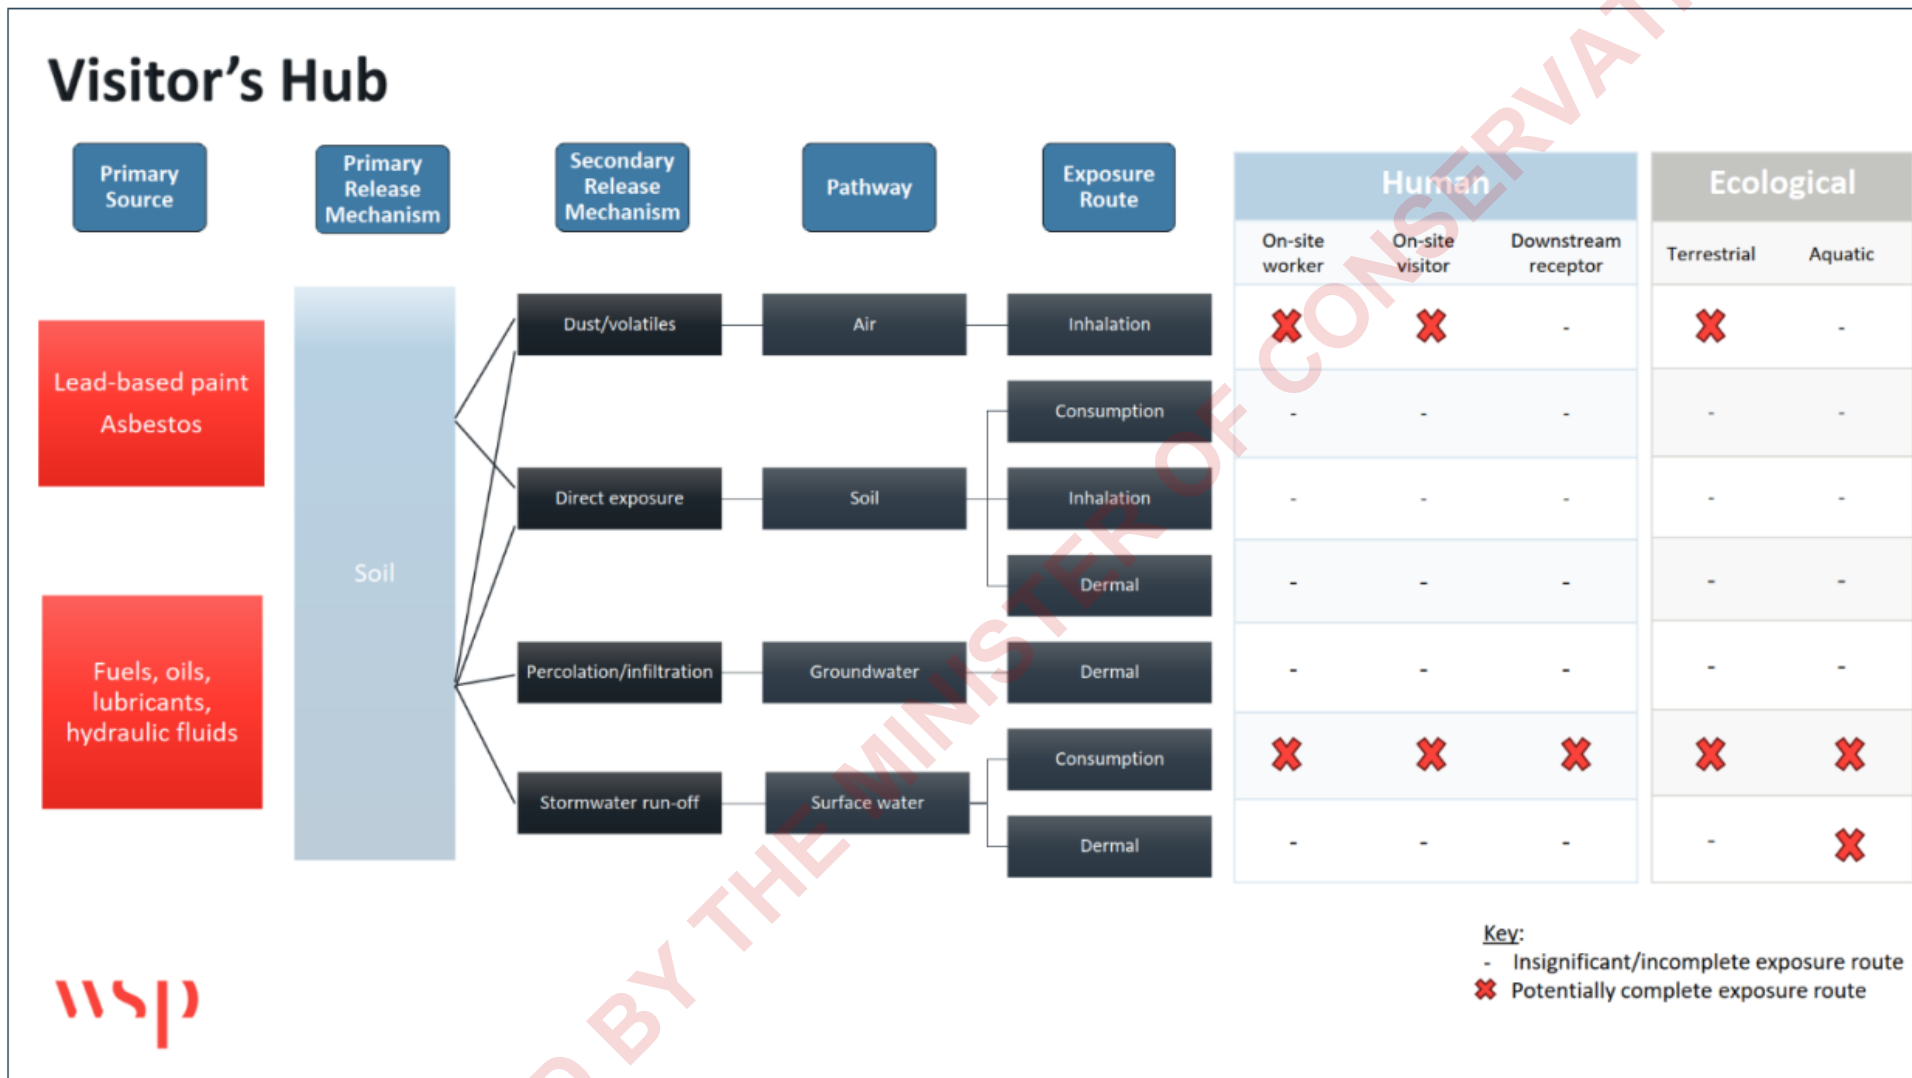 Visitor's Hub
Primary
Source
Primary
Release
Mechanism
Secondary
Release
Mechanism
Pathway
Exposure
Route
Human
Ecological
On-site
worker
On-site
visitor
Downstream
receptor
Terrestrial
Aquatic
Lead-based paint
Asbestos
Fuels, oils,
lubricants,
hydraulic fluids
Soil
Dust/volatiles
Air
Inhalation
- -
Consumption
- - - - -
Direct exposure
Soil
Inhalation
- - - - -
Dermal
- - - - -
Percolation/infiltration
Groundwater
Dermal
- - - - -
Consumption
Stormwater run-off
Surface water
Dermal
- - - -
Key:
- Insignificant/incomplete exposure route
Potentially complete exposure route
wsp
BY THE MINISTER OF CONSERVATI